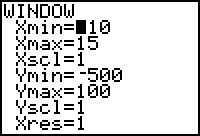 WINDOW
Xmin=■10
Xmax=15
Xscl=1
Ymin=-500
Ymax=100
Yscl=1
Xres=1